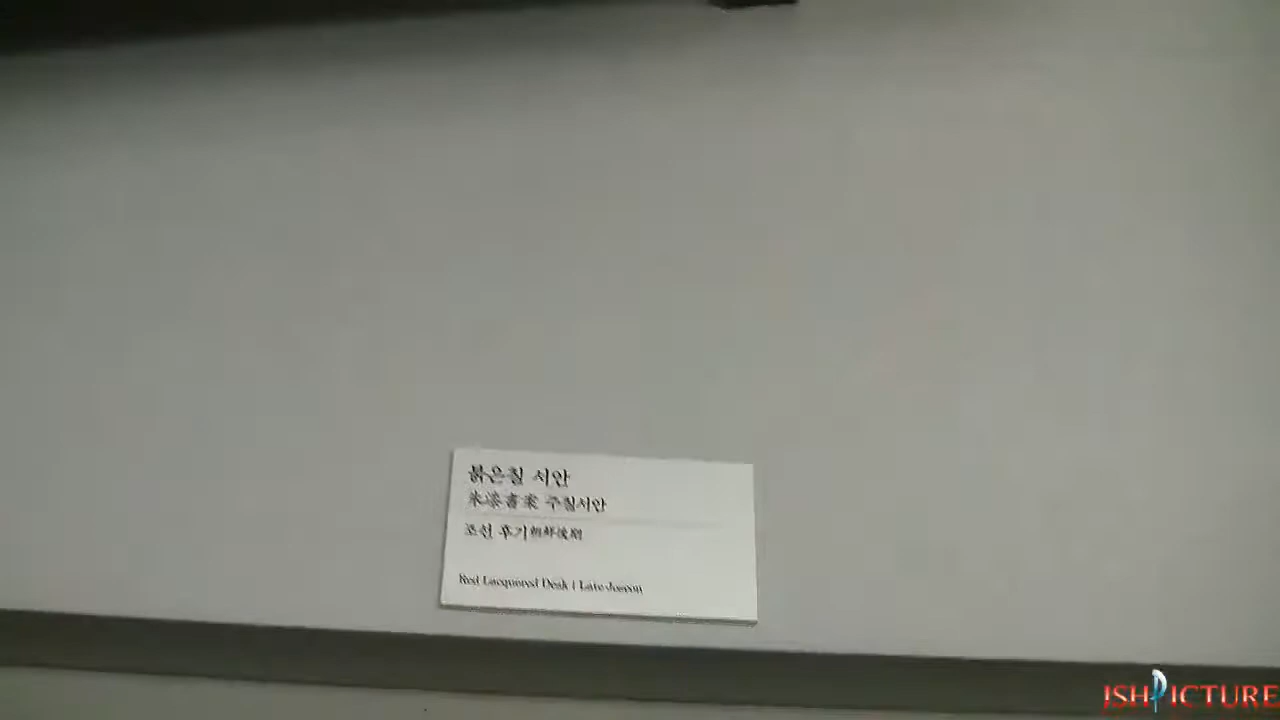 붉은칠 서안
朱漆書案 주칠서안
조선 후기朝鮮後期
Red Lacquered Desk | Late Joseon
JSHPICTURE